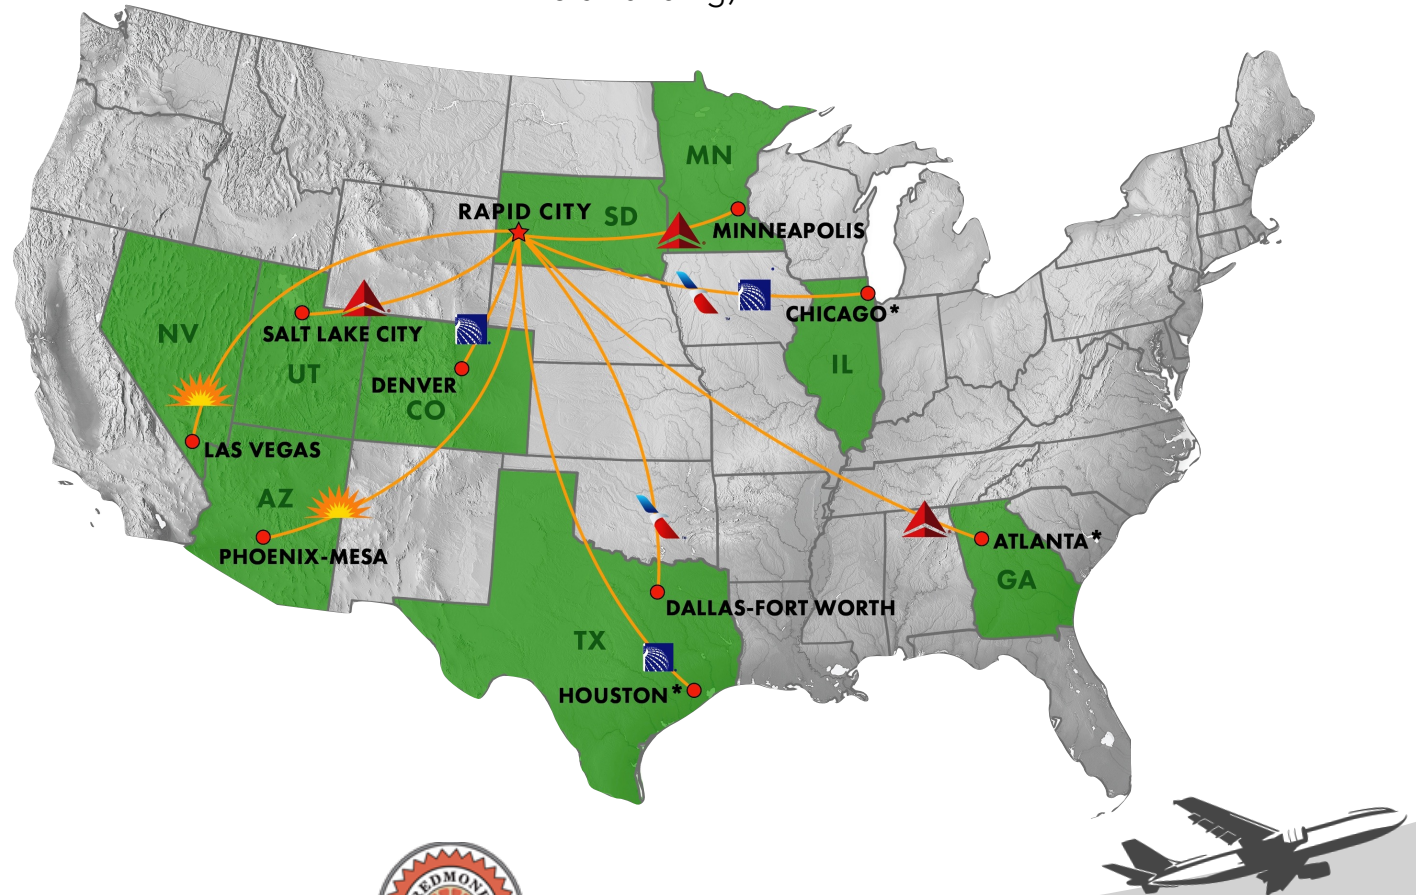 MN
RAPID CITY
SD
MINNEAPOLIS
CHICAGO*
NV
SALT LAKE CITY
UT
IL
DENVER
CO
LAS VEGAS
AZ
PHOENIX-MESA
ATLANTA*
GA
DALLAS-FORT WORTH
TX
HOUSTON*